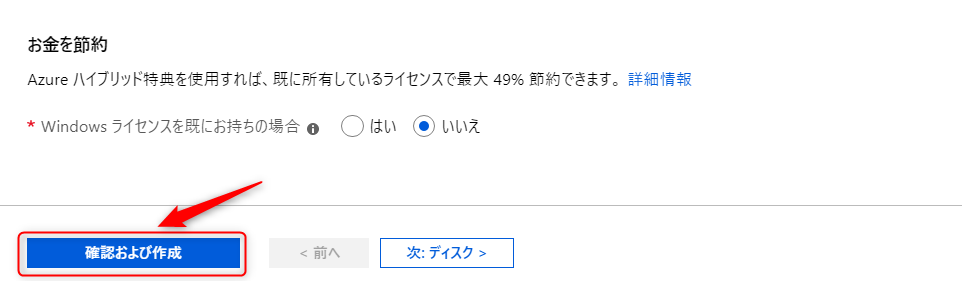 お金を節約
Azure ハイブリッド特典を使用すれば、既に所有しているライセンスで最大 49% 節約できます。 詳細情報
* Windows ライセンスを既にお持ちの場合 はい いいえ
確認および作成 < 前へ 次: ディスク >